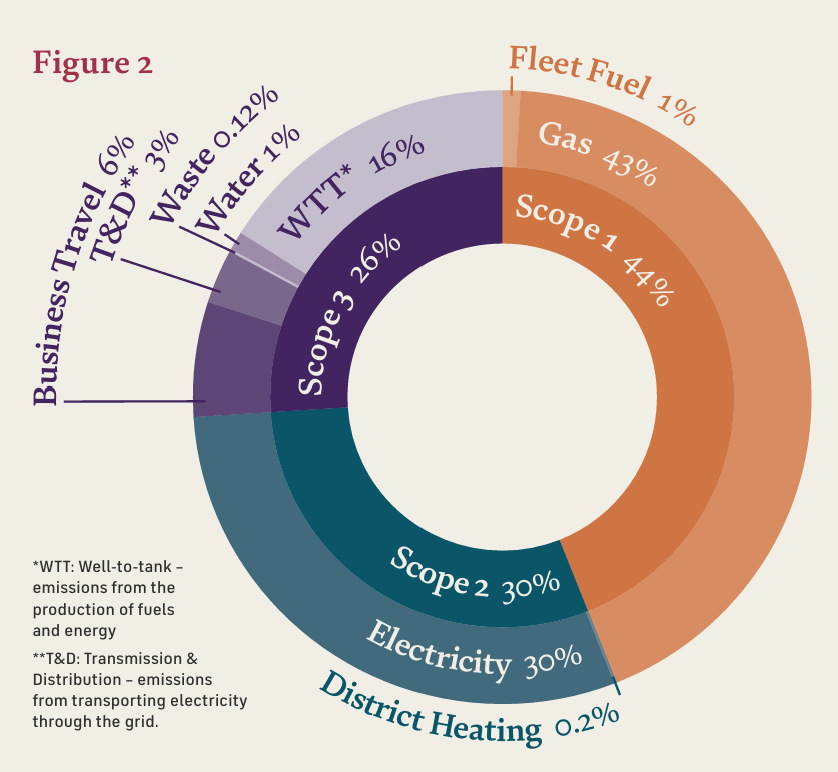 Figure 2
Fleet Fuel 1%
Gas 43%
Scope 1 44%
WTT* 16%
Water 1%
Waste 0.12%
T&D** 3%
Business Travel 6%
Scope 3 26%
Scope 2 30%
Electricity 30%
District Heating 0.2%
*WTT: Well-to-tank –
emissions from the
production of fuels
and energy
**T&D: Transmission &
Distribution – emissions
from transporting electricity
through the grid.